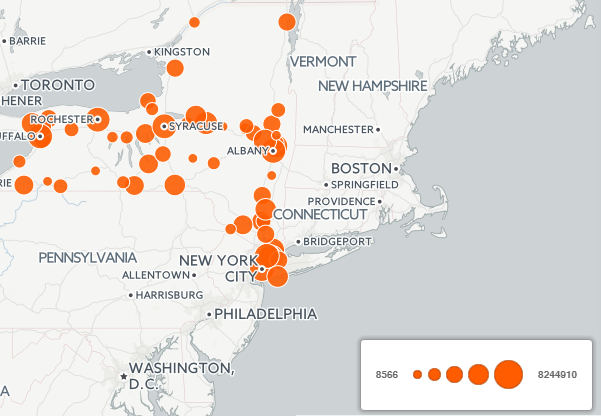 BARRIE
KINGSTON
VERMONT
TORONTO
NEW HAMPSHIRE
HENER
ROCHESTER
SYRACUSE
MANCHESTER
UFFALO
ALBANY
BOSTON
RIE
SPRINGFIELD
PROVIDENCE
CONNECTICUT
BRIDGEPORT
PENNSYLVANIA
NEW YORK
CITY
ALLENTOWN
HARRISBURG
PHILADELPHIA
WASHINGTON,
D.C.
A
8566
8244910